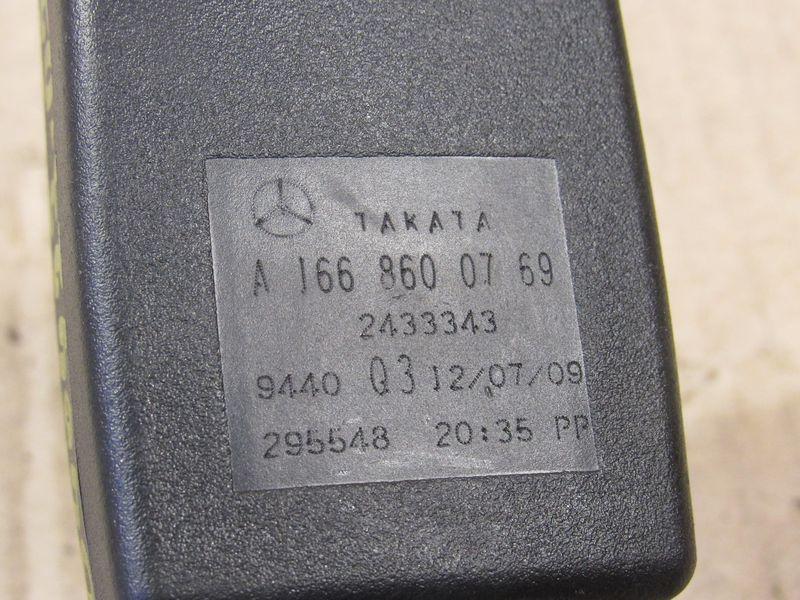 TAKATA
A 166 860 07 69
2433343
9440 Q3 12/07/09
295548 20:35 PP